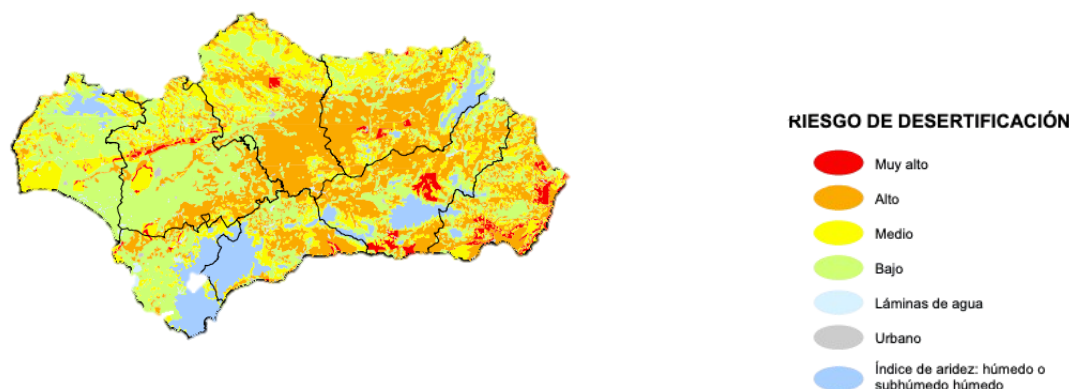 RIESGO DE DESERTIFICACIÓN
Muy alto
Alto
Medio
Bajo
Láminas de agua
Urbano
Índice de aridez: húmedo o
subhúmedo húmedo